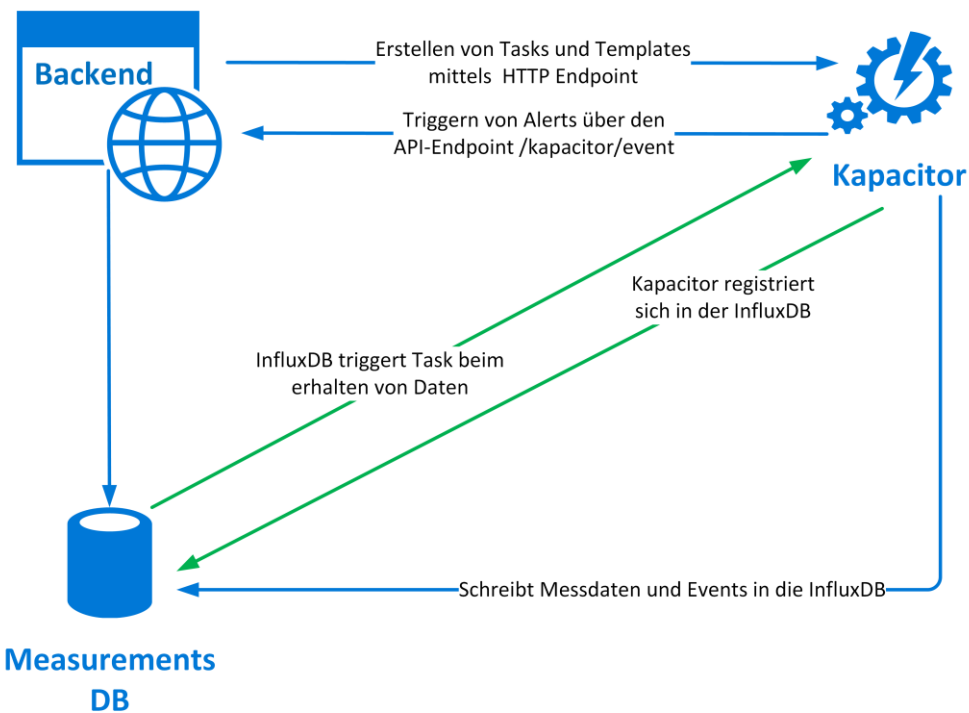 Backend
Erstellen von Tasks und Templates
mittels HTTP Endpoint
Triggern von Alerts über den
API-Endpoint /kapacitor/event
Kapacitor
Kapacitor registriert
sich in der InfluxDB
InfluxDB triggert Task beim
erhalten von Daten
Schreibt Messdaten und Events in die InfluxDB
Measurements
DB